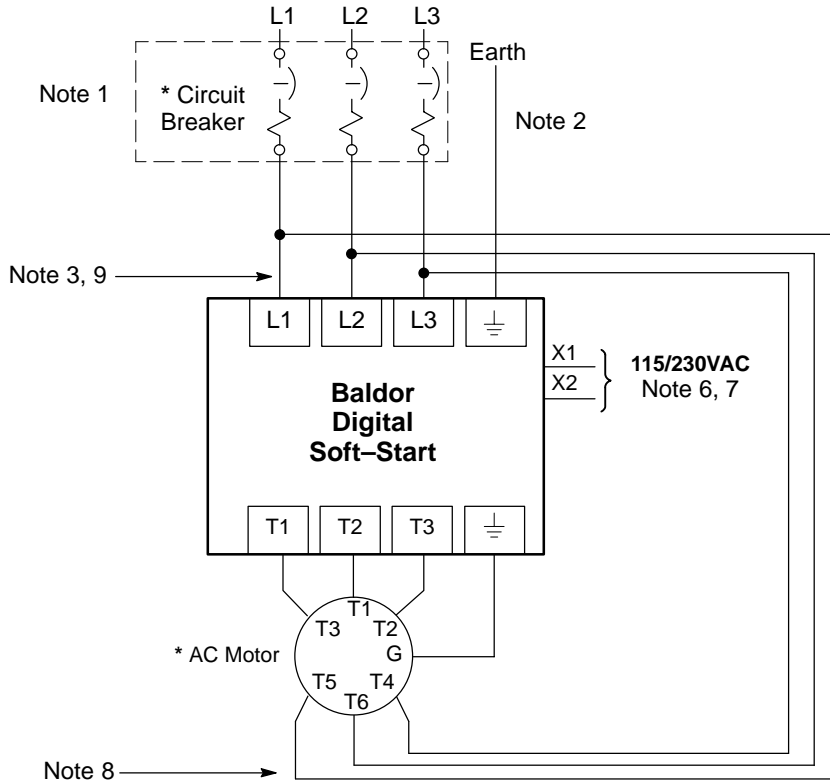 L1 L2 L3
Earth
Note 1
* Circuit
Breaker
Note 2
Note 3, 9
L1 L2 L3
X1
X2
115/230VAC
Note 6, 7
Baldor
Digital
Soft–Start
T1 T2 T3
T1
T3 T2
* AC Motor
G
T5 T4
T6
Note 8